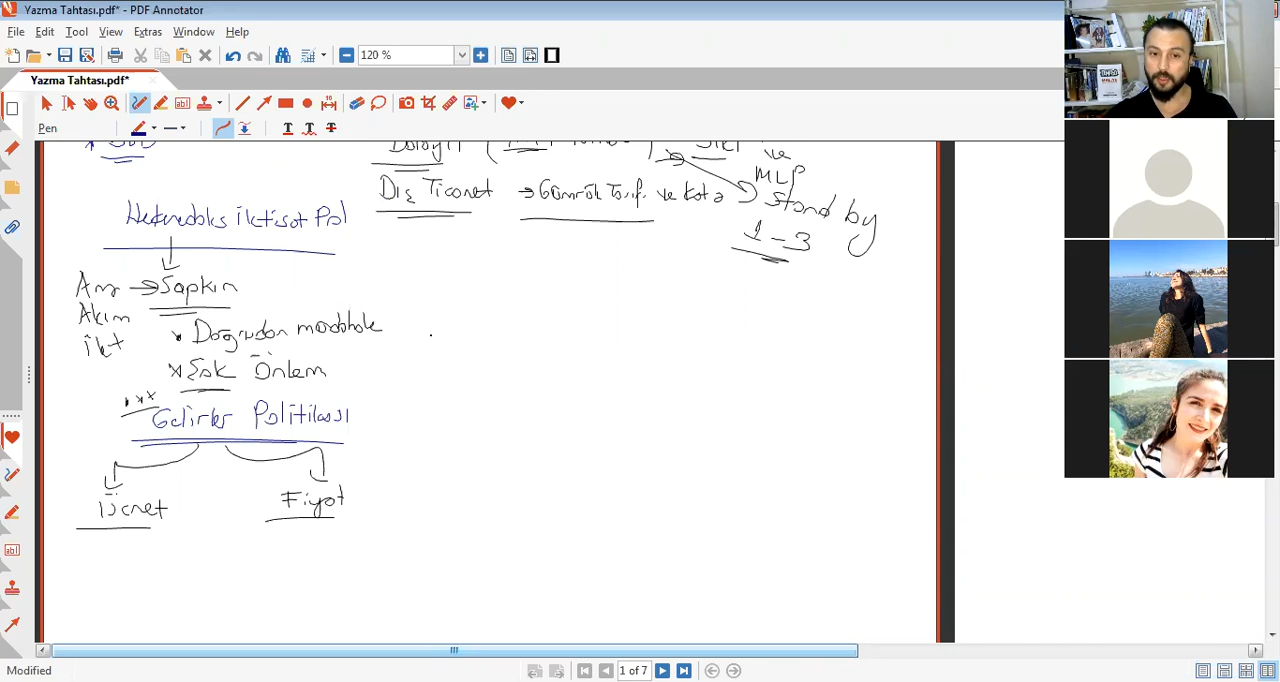 Yazma Tahtası.pdf* - PDF Annotator
File Edit Tool View Extras Window Help
120 %
Yazma Tahtası.pdf*
Pen
Dış Ticaret → Gümrük Tarif. ve Kota
MLP
Stand by
1 - 3
Heterodoks iktisat Pol
Ana → Sapkın
Akım
İkt
* Doğrudan müdahale
* Şok Önlem
*** Gelirler Politikası
Ücret Fiyat
Modified
1 of 7